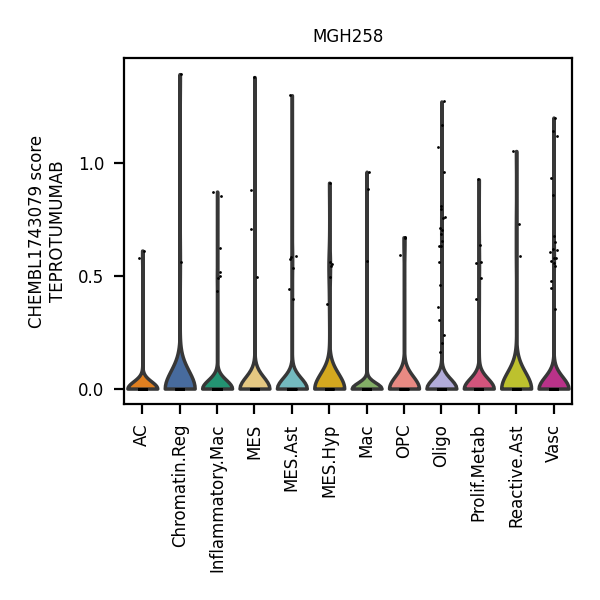 MGH258
CHEMBL1743079 score
TEPROTUMUMAB
1.0
0.5
0.0
AC
Chromatin.Reg
Inflammatory.Mac
MES
MES.Ast
MES.Hyp
Mac
OPC
Oligo
Prolif.Metab
Reactive.Ast
Vasc